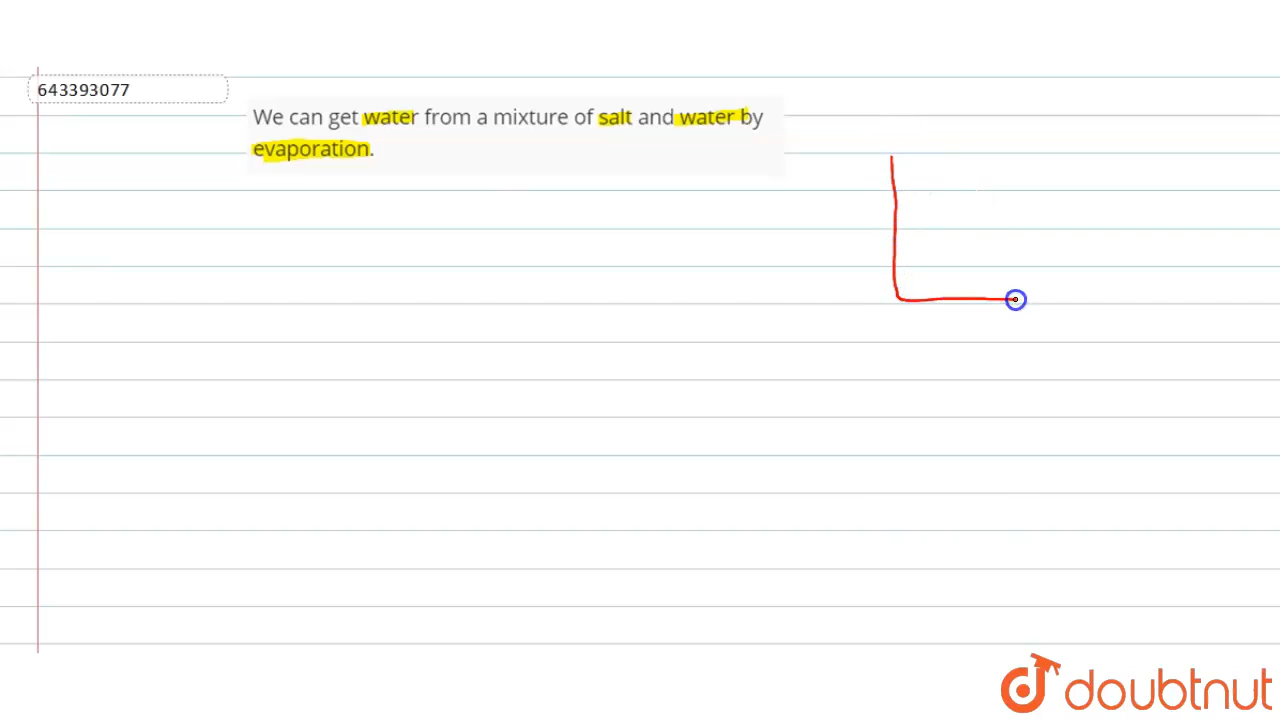 643393077
We can get water from a mixture of salt and water by
evaporation.
doubtnut